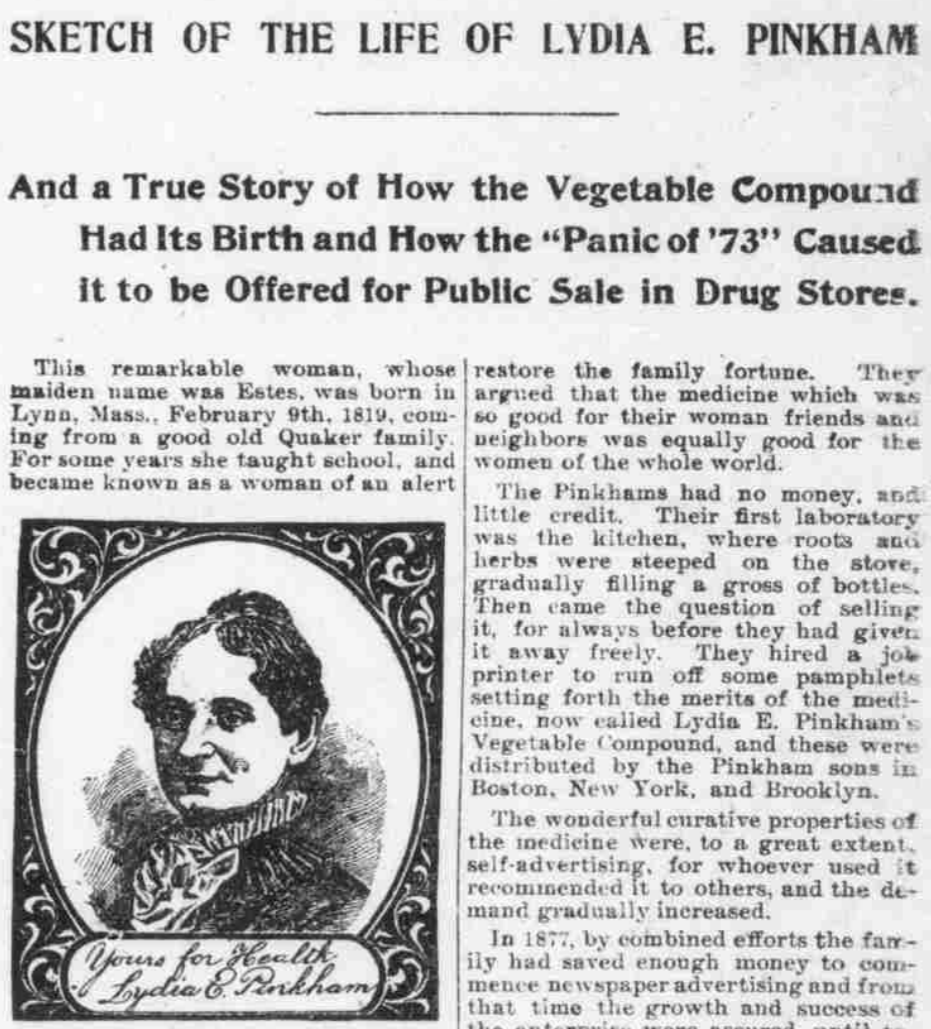 SKETCH OF THE LIFE OF LYDIA E. PINKHAM
And a True Story of How the Vegetable Compound
Had Its Birth and How the "Panic of '73" Caused
it to be Offered for Public Sale in Drug Stores.
This remarkable woman, whose
maiden name was Estes, was born in
Lynn, Mass., February 9th, 1819, com-
ing from a good old Quaker family.
For some years she taught school, and
became known as a woman of an alert
Yours for Health
Lydia E. Pinkham
restore the family fortune. They
argued that the medicine which was
so good for their woman friends and
neighbors was equally good for the
women of the whole world.
The Pinkhams had no money, and
little credit. Their first laboratory
was the kitchen, where roots and
herbs were steeped on the stove,
gradually filling a gross of bottles.
Then came the question of selling
it, for always before they had given
it away freely. They hired a job
printer to run off some pamphlets
setting forth the merits of the medi-
cine, now called Lydia E. Pinkham's
Vegetable Compound, and these were
distributed by the Pinkham sons in
Boston, New York, and Brooklyn.
The wonderful curative properties of
the medicine were, to a great extent,
self-advertising, for whoever used it
recommended it to others, and the de-
mand gradually increased.
In 1877, by combined efforts the fam-
ily had saved enough money to com-
mence newspaper advertising and from
that time the growth and success of
the enterprise were assured, until